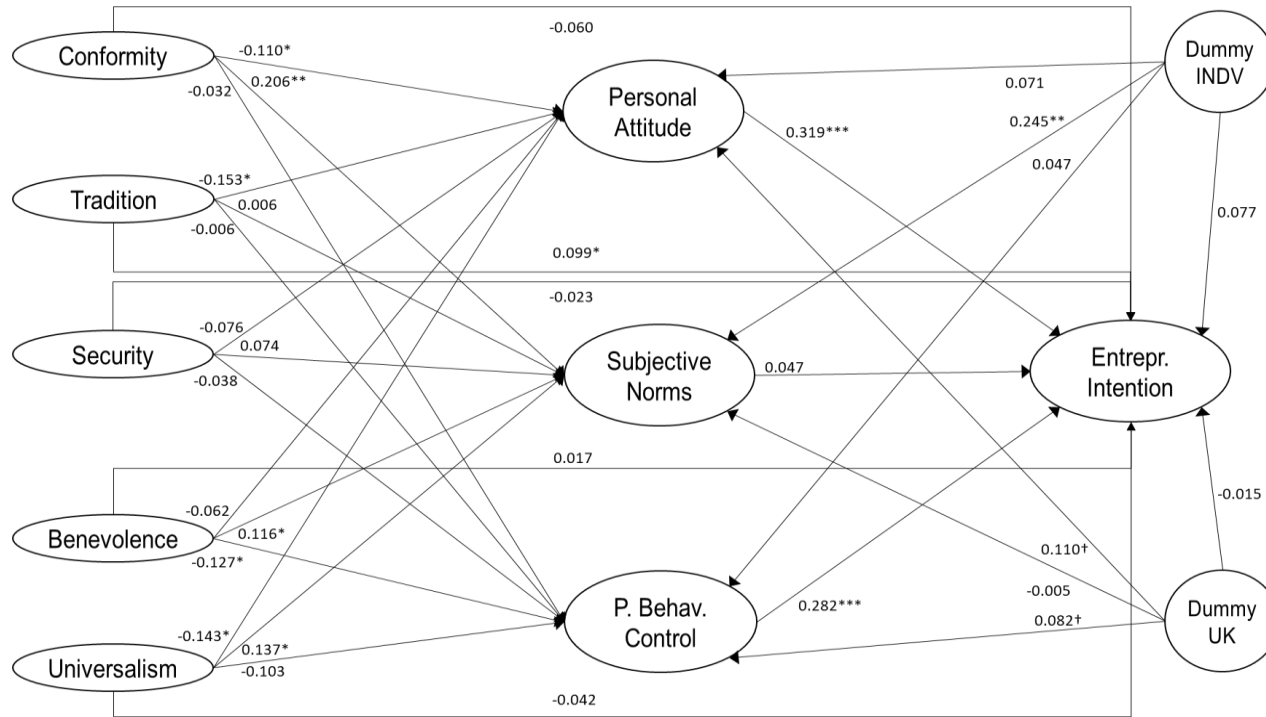 -0.060
Conformity
-0.110*
0.206**
-0.032
Dummy
INDV
Personal
Attitude
0.071
0.245**
0.047
0.319***
Tradition
-0.153*
0.006
-0.006
0.077
0.099*
-0.023
Security
-0.076
0.074
-0.038
Subjective
Norms
0.047
Entrepr.
Intention
0.017
-0.015
Benevolence
-0.062
0.116*
-0.127*
0.110†
-0.005
0.082†
P. Behav.
Control
0.282***
Dummy
UK
Universalism
-0.143*
0.137*
-0.103
-0.042